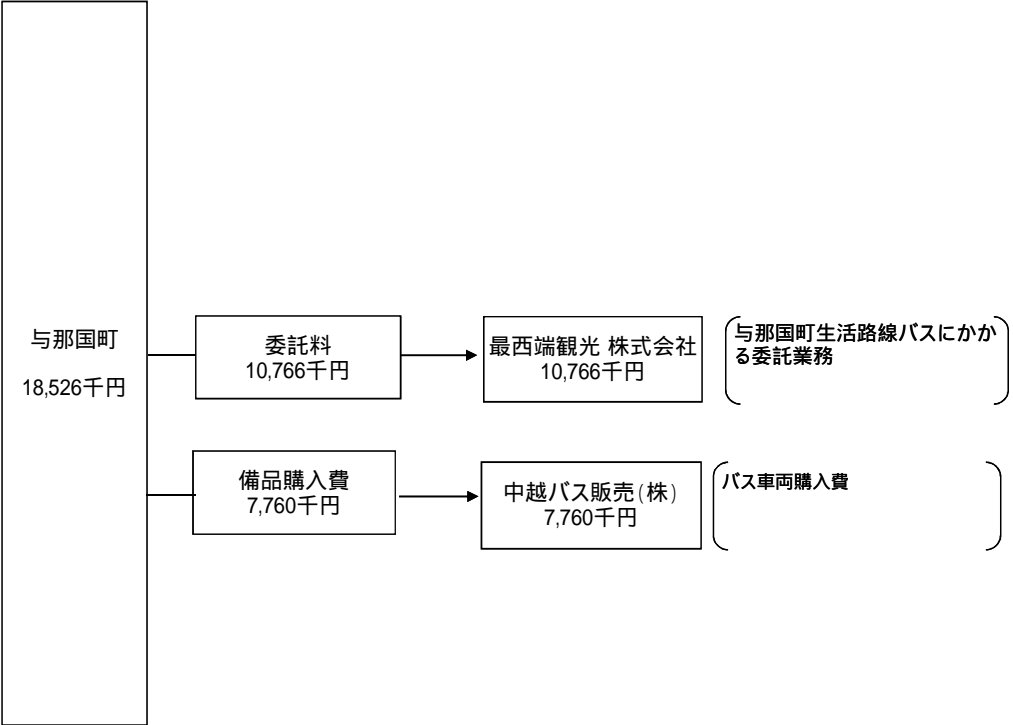 与那国町
18,526千円
委託料
10,766千円
最西端観光 株式会社
10,766千円
与那国町生活路線バスにかか
る委託業務
備品購入費
7,760千円
中越バス販売(株)
7,760千円
バス車両購入費